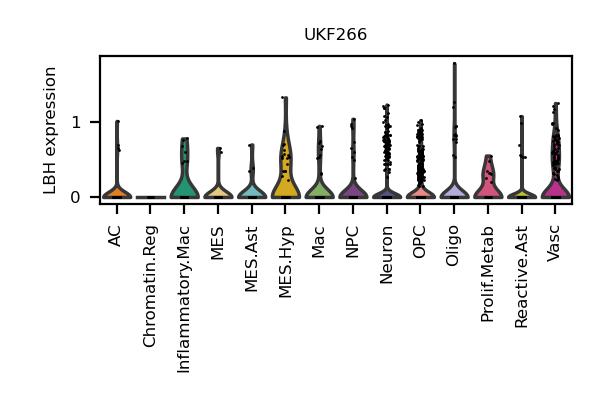 UKF266
LBH expression
1
0
AC
Chromatin.Reg
Inflammatory.Mac
MES
MES.Ast
MES.Hyp
Mac
NPC
Neuron
OPC
Oligo
Prolif.Metab
Reactive.Ast
Vasc